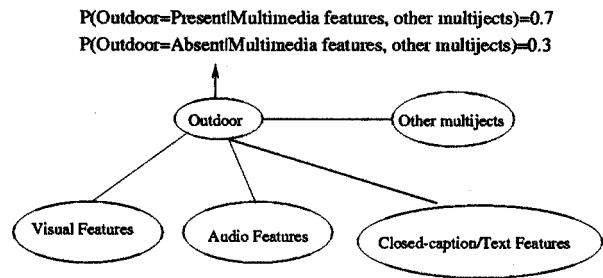 P(Outdoor=Present|Multimedia features, other multijects)=0.7
P(Outdoor=Absent|Multimedia features, other multijects)=0.3
Outdoor
Other multijects
Visual Features
Audio Features
Closed-caption/Text Features